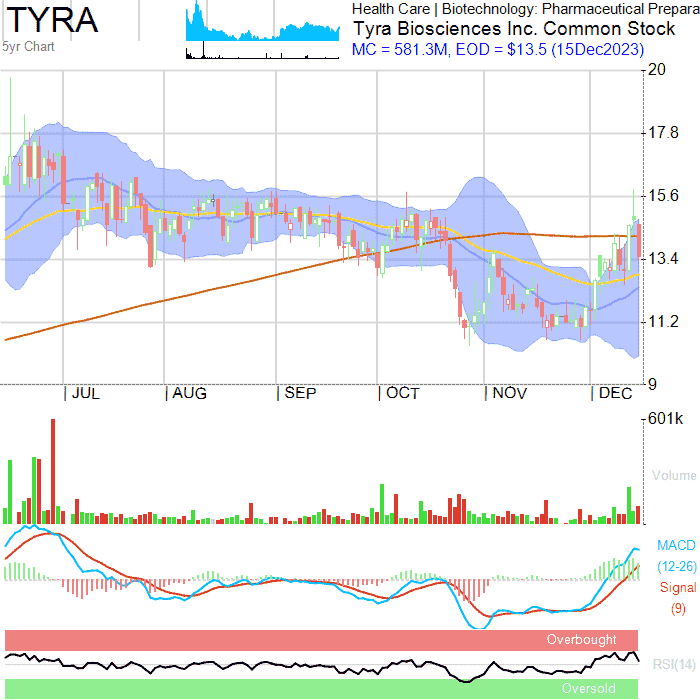 TYRA
5yr Chart
Health Care | Biotechnology: Pharmaceutical Prepara
Tyra Biosciences Inc. Common Stock
MC = 581.3M, EOD = $13.5 (15Dec2023)
20
17.8
15.6
13.4
11.2
9
JUL AUG SEP OCT NOV DEC
601k
Volume
MACD
(12-26)
Signal
(9)
Overbought
RSI(14)
Oversold